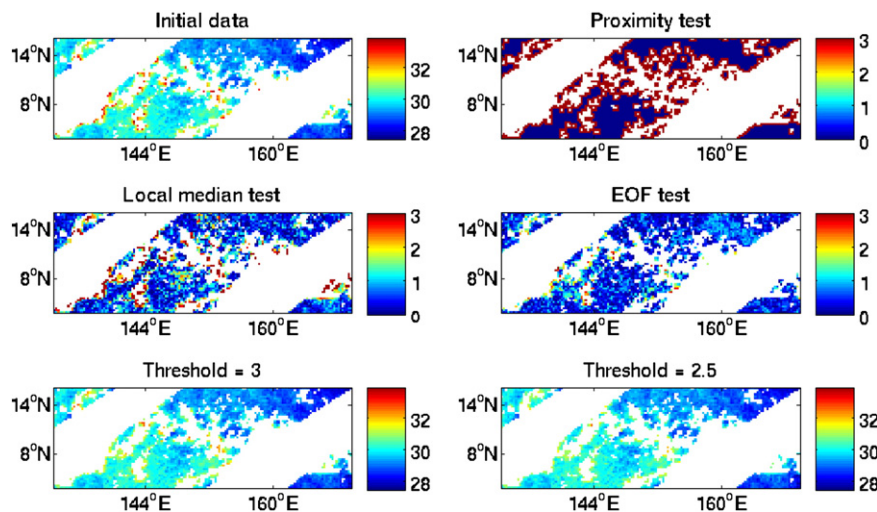 Initial data
14°N
8°N
144°E
160°E
32
30
28
Proximity test
14°N
8°N
144°E
160°E
3
2
1
0
Local median test
14°N
8°N
144°E
160°E
3
2
1
0
EOF test
14°N
8°N
144°E
160°E
3
2
1
0
Threshold = 3
14°N
8°N
144°E
160°E
32
30
28
Threshold = 2.5
14°N
8°N
144°E
160°E
32
30
28